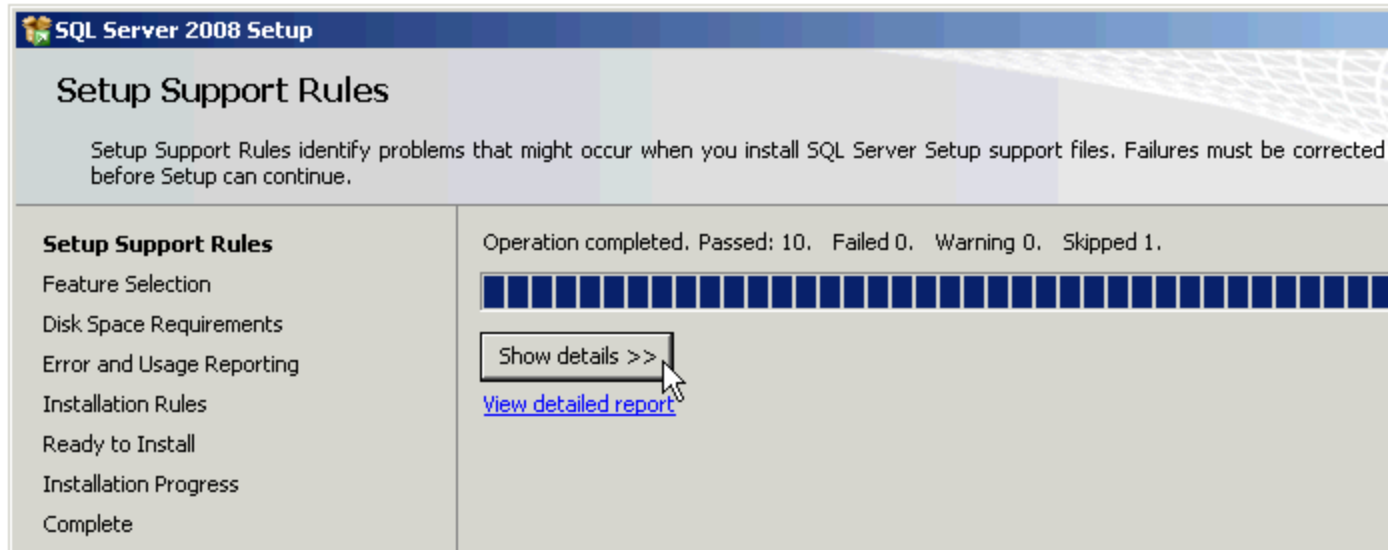 SQL Server 2008 Setup
Setup Support Rules
Setup Support Rules identify problems that might occur when you install SQL Server Setup support files. Failures must be corrected
before Setup can continue.
Setup Support Rules
Feature Selection
Disk Space Requirements
Error and Usage Reporting
Installation Rules
Ready to Install
Installation Progress
Complete
Operation completed. Passed: 10. Failed 0. Warning 0. Skipped 1.
Show details >>
View detailed report